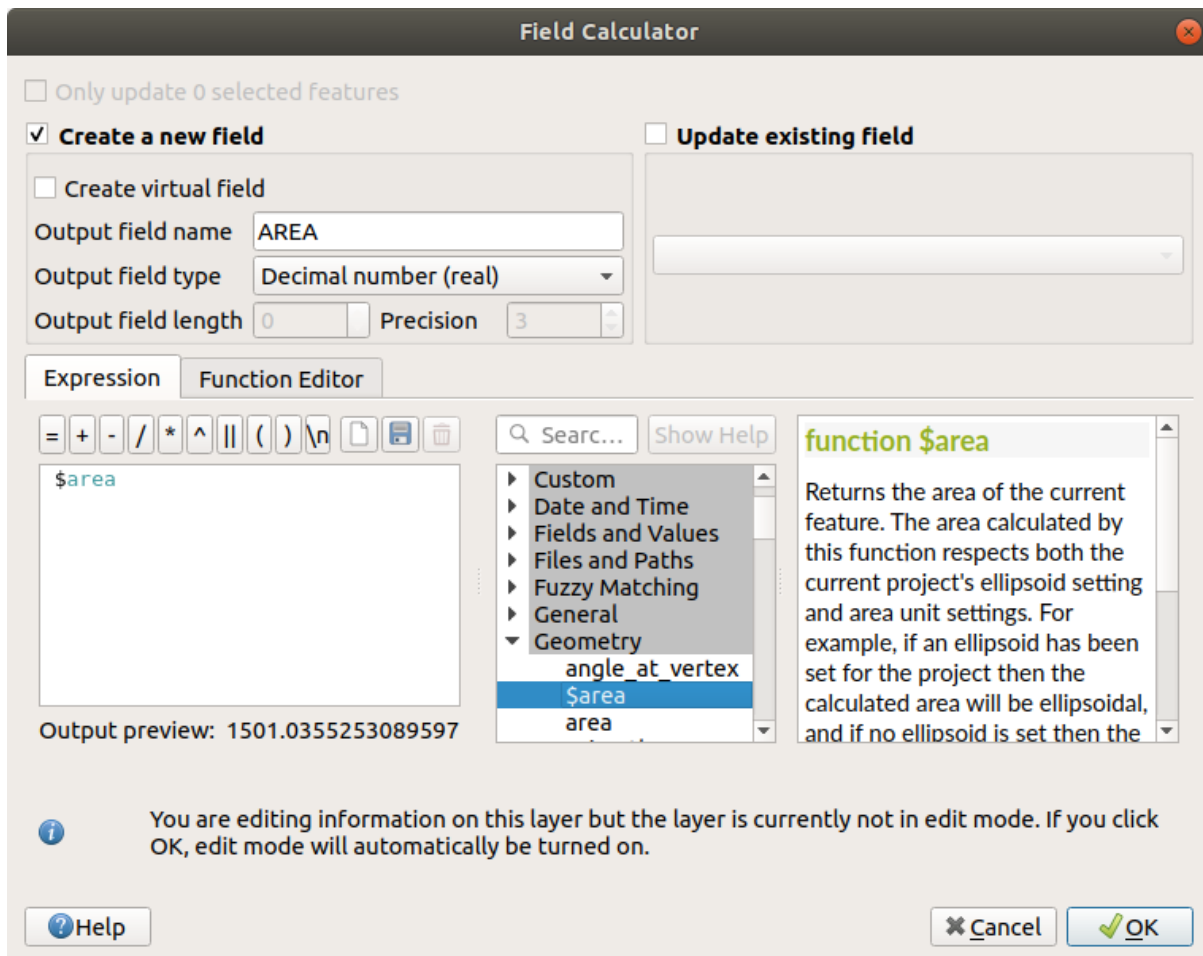 Field Calculator
Only update 0 selected features
Create a new field
Update existing field
Create virtual field
Output field name AREA
Output field type Decimal number (real)
Output field length 0 Precision 3
Expression Function Editor
= + - / * ^ || ( ) \n
Searc... Show Help
$area
Output preview: 1501.0355253089597
Custom
Date and Time
Fields and Values
Files and Paths
Fuzzy Matching
General
Geometry
angle_at_vertex
$area
area
function $area
Returns the area of the current
feature. The area calculated by
this function respects both the
current project's ellipsoid setting
and area unit settings. For
example, if an ellipsoid has been
set for the project then the
calculated area will be ellipsoidal,
and if no ellipsoid is set then the
You are editing information on this layer but the layer is currently not in edit mode. If you click
OK, edit mode will automatically be turned on.
Help
Cancel
OK